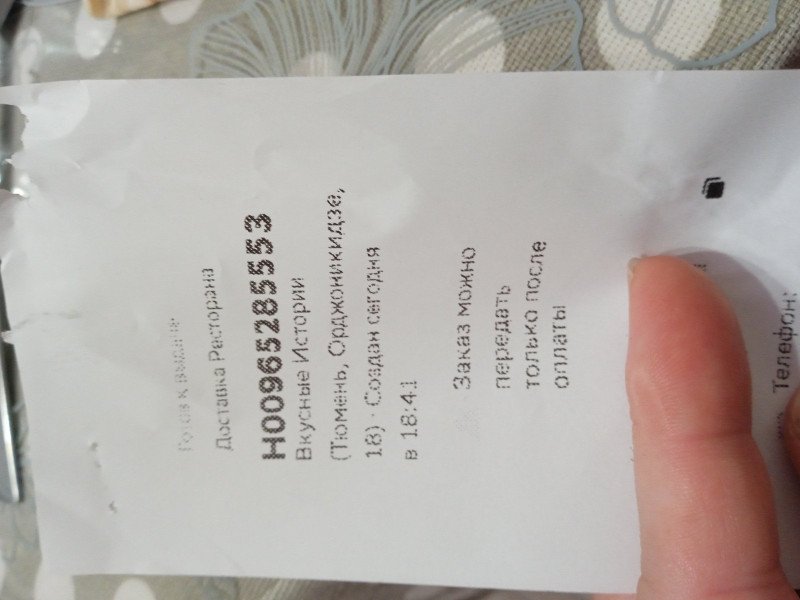 Готов к выдаче
Доставка Ресторана
H00965285553
Вкусные Истории
(Тюмень, Орджоникидзе,
18) · Создан сегодня
в 18:41
Заказ можно
передать
только после
оплаты
Телефон: